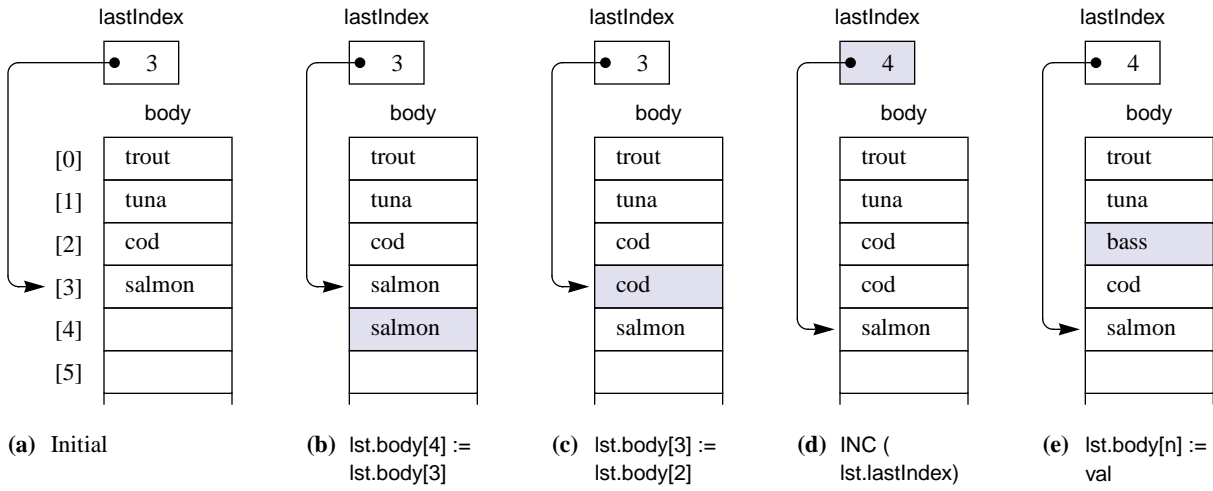 lastIndex lastIndex lastIndex lastIndex lastIndex
3 3 3 4 4
body body body body body
[0] trout trout trout trout trout
[1] tuna tuna tuna tuna tuna
[2] cod cod cod cod bass
[3] salmon salmon cod cod cod
[4] salmon salmon salmon salmon
[5]
(a) Initial (b) lst.body[4] := (c) lst.body[3] := (d) INC ( (e) lst.body[n] :=
lst.body[3] lst.body[2] lst.lastIndex) val